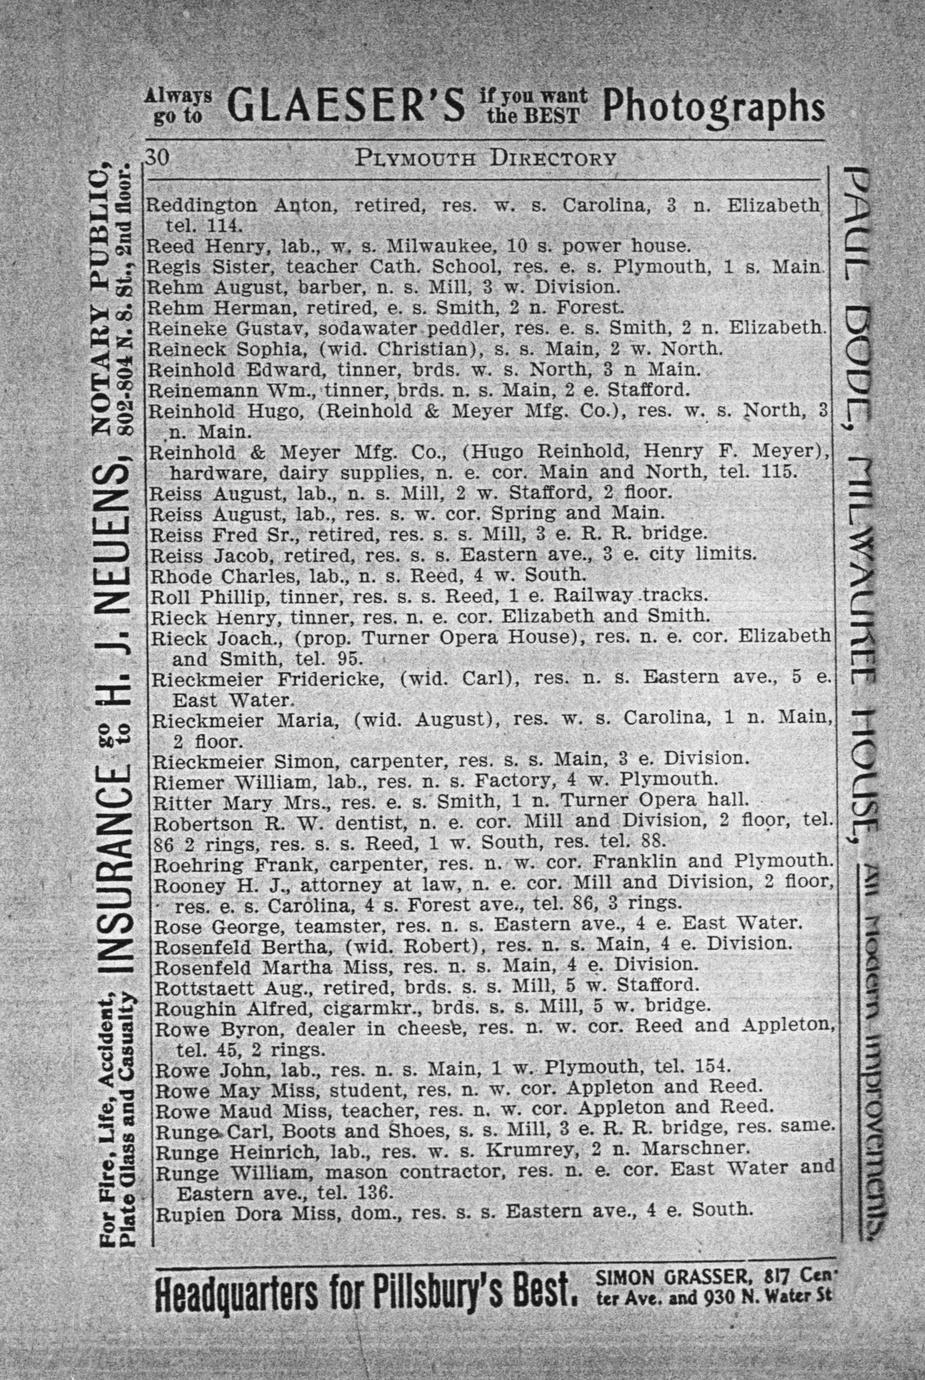 Always go to GLAESER'S if you want the BEST Photographs
30 PLYMOUTH DIRECTORY
Reddington Anton, retired, res. w. s. Carolina, 3 n. Elizabeth
tel. 114.
Reed Henry, lab., w. s. Milwaukee, 10 s. power house.
Regis Sister, teacher Cath. School, res. e. s. Plymouth, 1 s. Main.
Rehm August, barber, n. s. Mill, 3 w. Division.
Rehm Herman, retired, e. s. Smith, 2 n. Forest.
Reineke Gustav, sodawater peddler, res. e. s. Smith, 2 n. Elizabeth.
Reineck Sophia, (wid. Christian), s. s. Main, 2 w. North.
Reinhold Edward, tinner, brds. w. s. North, 3 n Main.
Reinemann Wm., tinner, brds. n. s. Main, 2 e. Stafford.
Reinhold Hugo, (Reinhold & Meyer Mfg. Co.), res. w. s. North, 3
n. Main.
Reinhold & Meyer Mfg. Co., (Hugo Reinhold, Henry F. Meyer),
hardware, dairy supplies, n. e. cor. Main and North, tel. 115.
Reiss August, lab., n. s. Mill, 2 w. Stafford, 2 floor.
Reiss August, lab., res. s. w. cor. Spring and Main.
Reiss Fred Sr., retired, res. s. s. Mill, 3 e. R. R. bridge.
Reiss Jacob, retired, res. s. s. Eastern ave., 3 e. city limits.
Rhode Charles, lab., n. s. Reed, 4 w. South.
Roll Phillip, tinner, res. s. s. Reed, 1 e. Railway tracks.
Rieck Henry, tinner, res. n. e. cor. Elizabeth and Smith.
Rieck Joach., (prop. Turner Opera House), res. n. e. cor. Elizabeth
and Smith, tel. 95.
Rieckmeier Fridericke, (wid. Carl), res. n. s. Eastern ave., 5 e.
East Water.
Rieckmeier Maria, (wid. August), res. w. s. Carolina, 1 n. Main,
2 floor.
Rieckmeier Simon, carpenter, res. s. s. Main, 3 e. Division.
Riemer William, lab., res. n. s. Factory, 4 w. Plymouth.
Ritter Mary Mrs., res. e. s. Smith, 1 n. Turner Opera hall.
Robertson R. W. dentist, n. e. cor. Mill and Division, 2 floor, tel.
86 2 rings, res. s. s. Reed, 1 w. South, res. tel. 88.
Roehring Frank, carpenter, res. n. w. cor. Franklin and Plymouth.
Rooney H. J., attorney at law, n. e. cor. Mill and Division, 2 floor,
res. e. s. Carolina, 4 s. Forest ave., tel. 86, 3 rings.
Rose George, teamster, res. n. s. Eastern ave., 4 e. East Water.
Rosenfeld Bertha, (wid. Robert), res. n. s. Main, 4 e. Division.
Rosenfeld Martha Miss, res. n. s. Main, 4 e. Division.
Rottstaett Aug., retired, brds. s. s. Mill, 5 w. Stafford.
Roughin Alfred, cigarmkr., brds. s. s. Mill, 5 w. bridge.
Rowe Byron, dealer in cheese, res. n. w. cor. Reed and Appleton,
tel. 45, 2 rings.
Rowe John, lab., res. n. s. Main, 1 w. Plymouth, tel. 154.
Rowe May Miss, student, res. n. w. cor. Appleton and Reed.
Rowe Maud Miss, teacher, res. n. w. cor. Appleton and Reed.
Runge Carl, Boots and Shoes, s. s. Mill, 3 e. R. R. bridge, res. same.
Runge Heinrich, lab., res. w. s. Krumrey, 2 n. Marschner.
Runge William, mason contractor, res. n. e. cor. East Water and
Eastern ave., tel. 136.
Rupien Dora Miss, dom., res. s. s. Eastern ave., 4 e. South.
For Fire, Life, Accident, Plate Glass and Casualty INSURANCE go to H. J. NEUENS, NOTARY PUBLIC, 802-804 N. 8. St., 2nd floor.
PAUL BODE, MILWAUKEE HOUSE, All Modern Improvements.
Headquarters for Pillsbury's Best. SIMON GRASSER, 817 Cen-
ter Ave. and 930 N. Water St